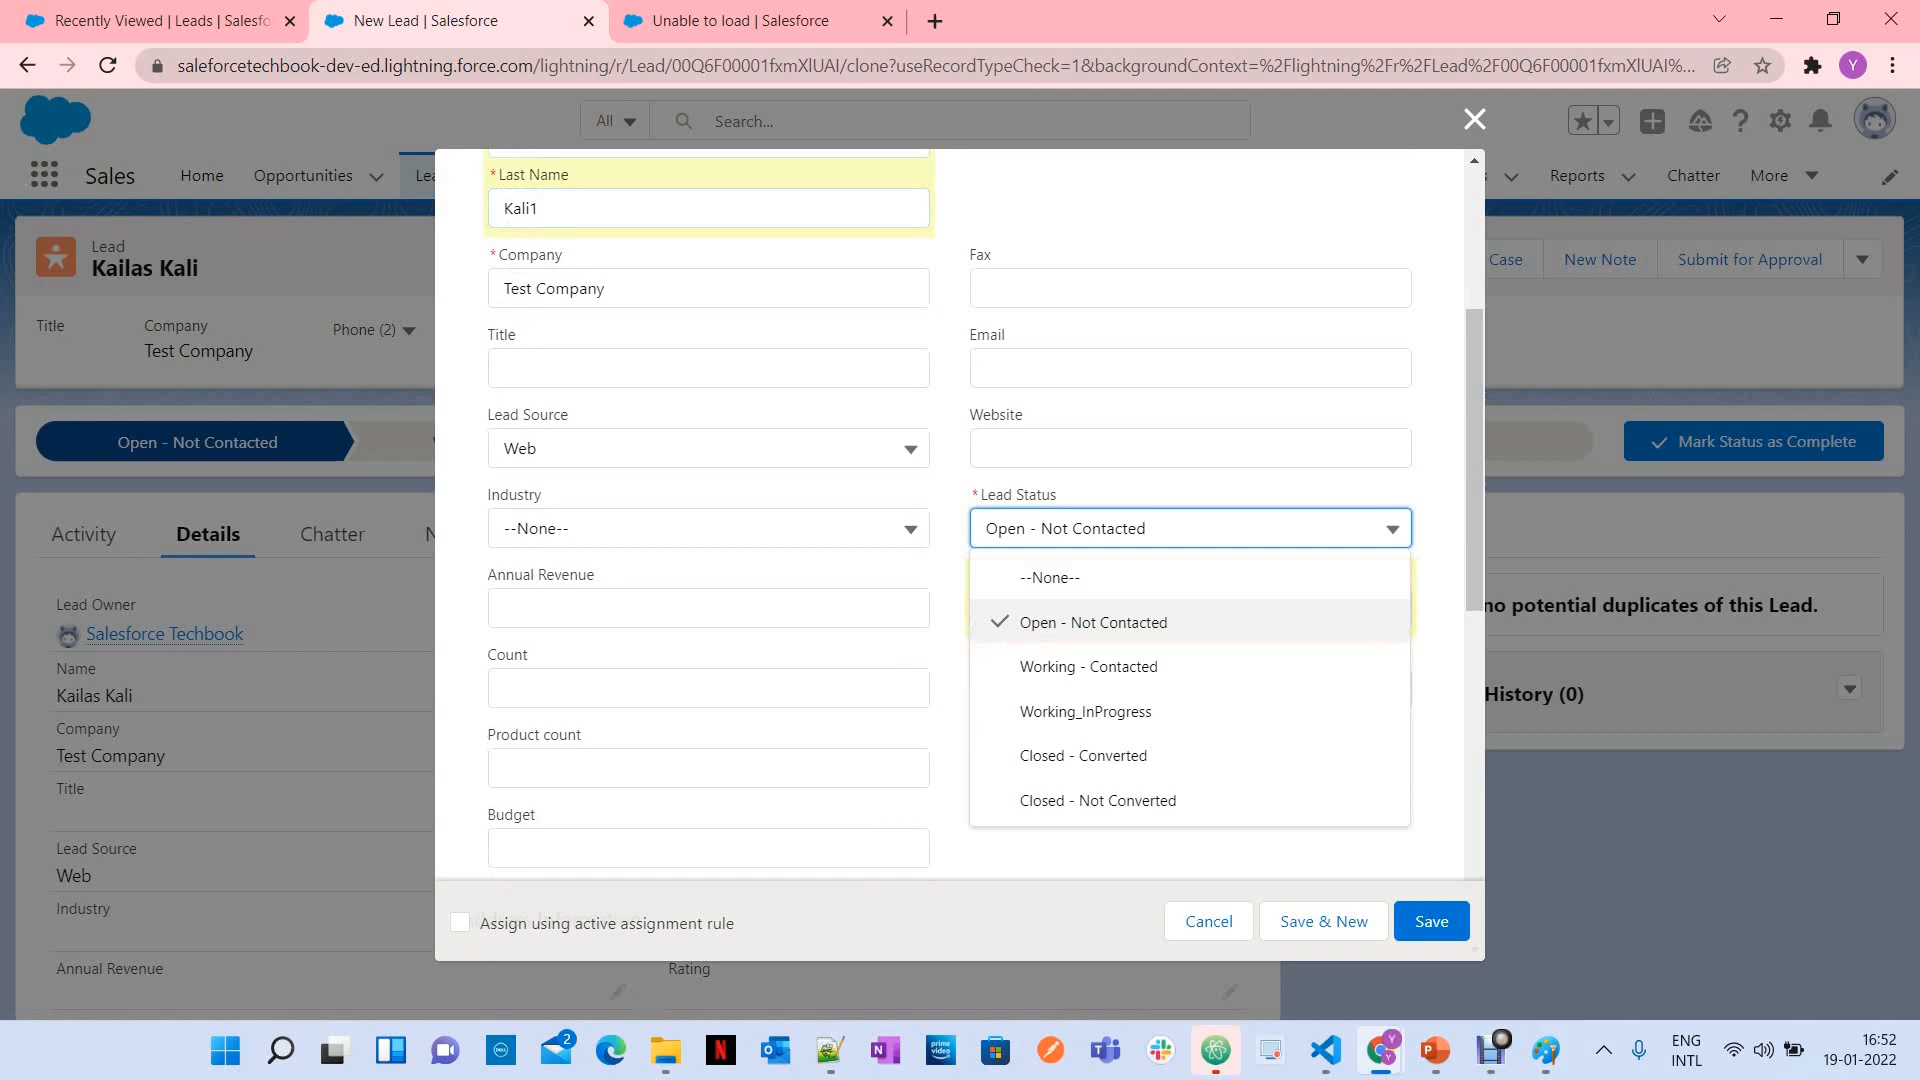 Recently Viewed | Leads | Salesfo
New Lead | Salesforce
Unable to load | Salesforce
saleforcetechbook-dev-ed.lightning.force.com/lightning/r/Lead/00Q6F00001fxmXlUAI/clone?useRecordTypeCheck=1&backgroundContext=%2Flightning%2Fr%2FLead%2F00Q6F00001fxmXlUAI%...
Y
All
Search...
Sales
Home
Opportunities
Lea
s
Reports
Chatter
More
Lead
Kailas Kali
Case
New Note
Submit for Approval
Title
Company
Phone (2)
Test Company
Open - Not Contacted
Mark Status as Complete
Activity
Details
Chatter
N
Lead Owner
Salesforce Techbook
Name
Kailas Kali
Company
Test Company
Title
Lead Source
Web
Industry
Annual Revenue
Rating
* Last Name
Kali1
* Company
Test Company
Fax
Title
Email
Lead Source
Web
Website
Industry
--None--
* Lead Status
Open - Not Contacted
--None--
Open - Not Contacted
Working - Contacted
Working_InProgress
Closed - Converted
Closed - Not Converted
Annual Revenue
Count
Product count
Budget
no potential duplicates of this Lead.
History (0)
Assign using active assignment rule
Cancel
Save & New
Save
2
N
prime video
ENG
INTL
16:52
19-01-2022